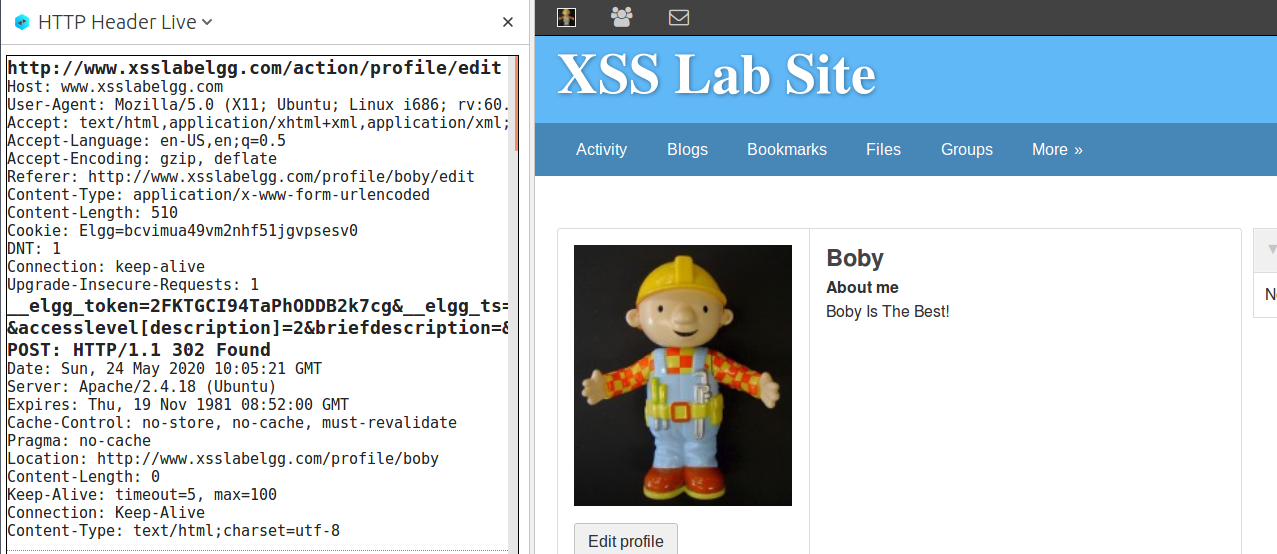 HTTP Header Live
http://www.xsslabelgg.com/action/profile/edit
Host: www.xsslabelgg.com
User-Agent: Mozilla/5.0 (X11; Ubuntu; Linux i686; rv:60.
Accept: text/html,application/xhtml+xml,application/xml;
Accept-Language: en-US,en;q=0.5
Accept-Encoding: gzip, deflate
Referer: http://www.xsslabelgg.com/profile/boby/edit
Content-Type: application/x-www-form-urlencoded
Content-Length: 510
Cookie: Elgg=bcvimua49vm2nhf51jgvpsesv0
DNT: 1
Connection: keep-alive
Upgrade-Insecure-Requests: 1
__elgg_token=2FKTGCI94TaPhODDB2k7cg&__elgg_ts=
&accesslevel[description]=2&briefdescription=&
POST: HTTP/1.1 302 Found
Date: Sun, 24 May 2020 10:05:21 GMT
Server: Apache/2.4.18 (Ubuntu)
Expires: Thu, 19 Nov 1981 08:52:00 GMT
Cache-Control: no-store, no-cache, must-revalidate
Pragma: no-cache
Location: http://www.xsslabelgg.com/profile/boby
Content-Length: 0
Keep-Alive: timeout=5, max=100
Connection: Keep-Alive
Content-Type: text/html;charset=utf-8
XSS Lab Site
Activity Blogs Bookmarks Files Groups More »
Boby
About me
Boby Is The Best!
Edit profile